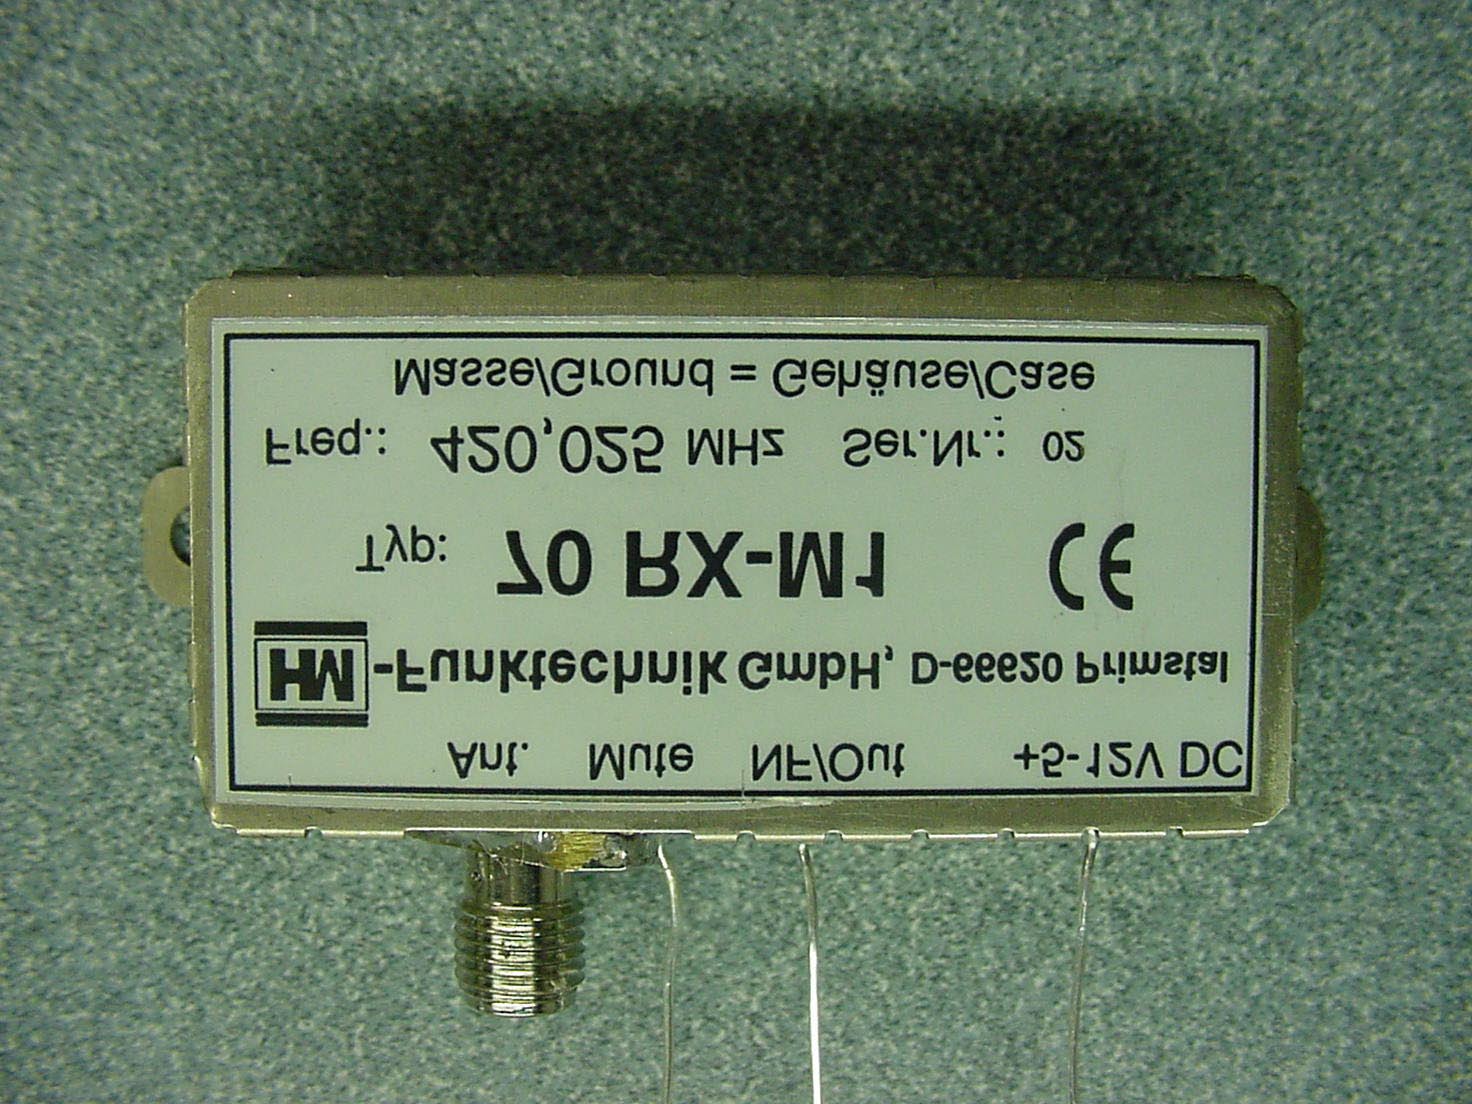 Ant. Mute NF/Out +5-12V DC
HM-Funktechnik GmbH, D-66620 Primstal
Typ: 70 RX-M1 CE
Freq.: 420,025 MHz Ser.Nr.: 02
Masse/Ground = Gehäuse/Case